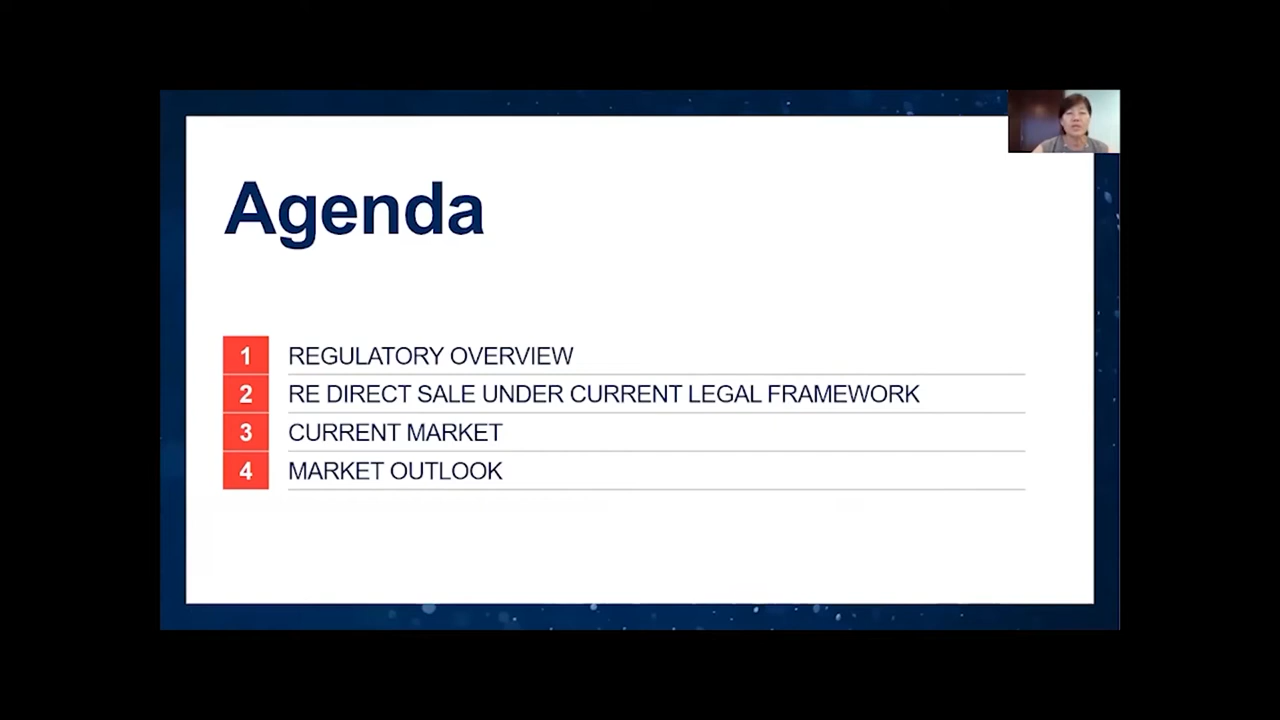 Agenda
1 REGULATORY OVERVIEW
2 RE DIRECT SALE UNDER CURRENT LEGAL FRAMEWORK
3 CURRENT MARKET
4 MARKET OUTLOOK